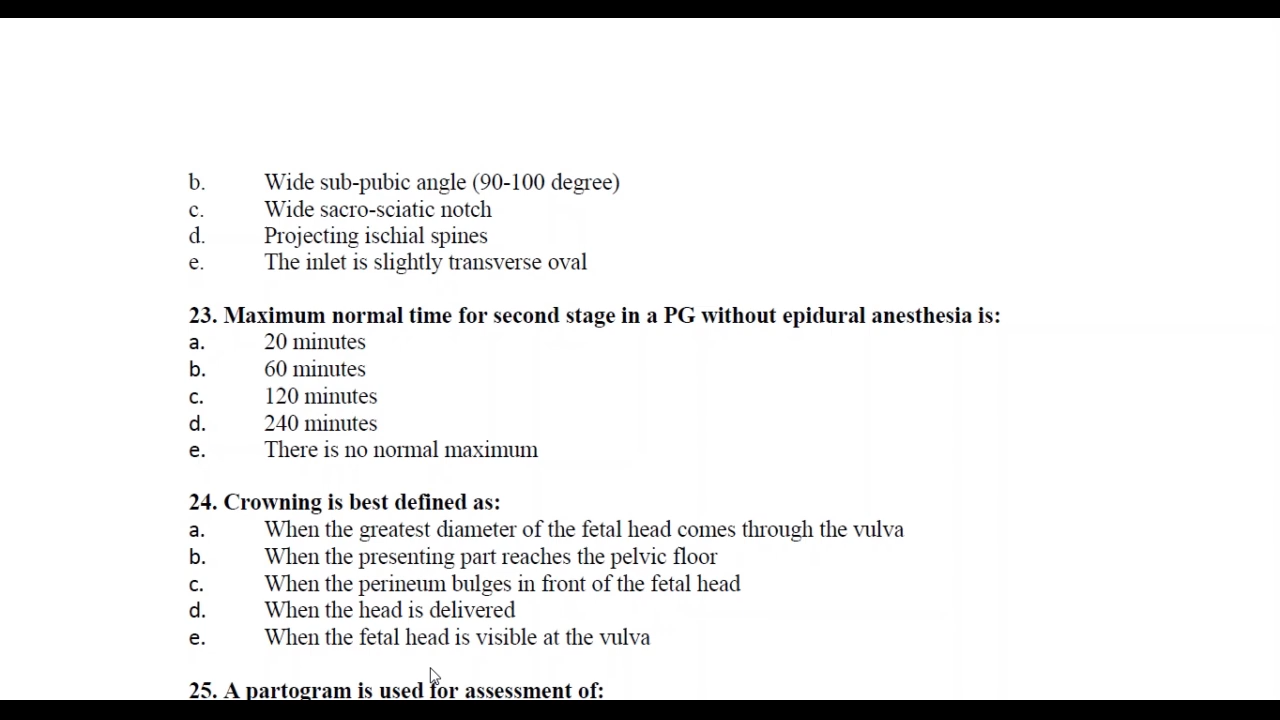 b. Wide sub-pubic angle (90-100 degree)
c. Wide sacro-sciatic notch
d. Projecting ischial spines
e. The inlet is slightly transverse oval
23. Maximum normal time for second stage in a PG without epidural anesthesia is:
a. 20 minutes
b. 60 minutes
c. 120 minutes
d. 240 minutes
e. There is no normal maximum
24. Crowning is best defined as:
a. When the greatest diameter of the fetal head comes through the vulva
b. When the presenting part reaches the pelvic floor
c. When the perineum bulges in front of the fetal head
d. When the head is delivered
e. When the fetal head is visible at the vulva
25. A partogram is used for assessment of: